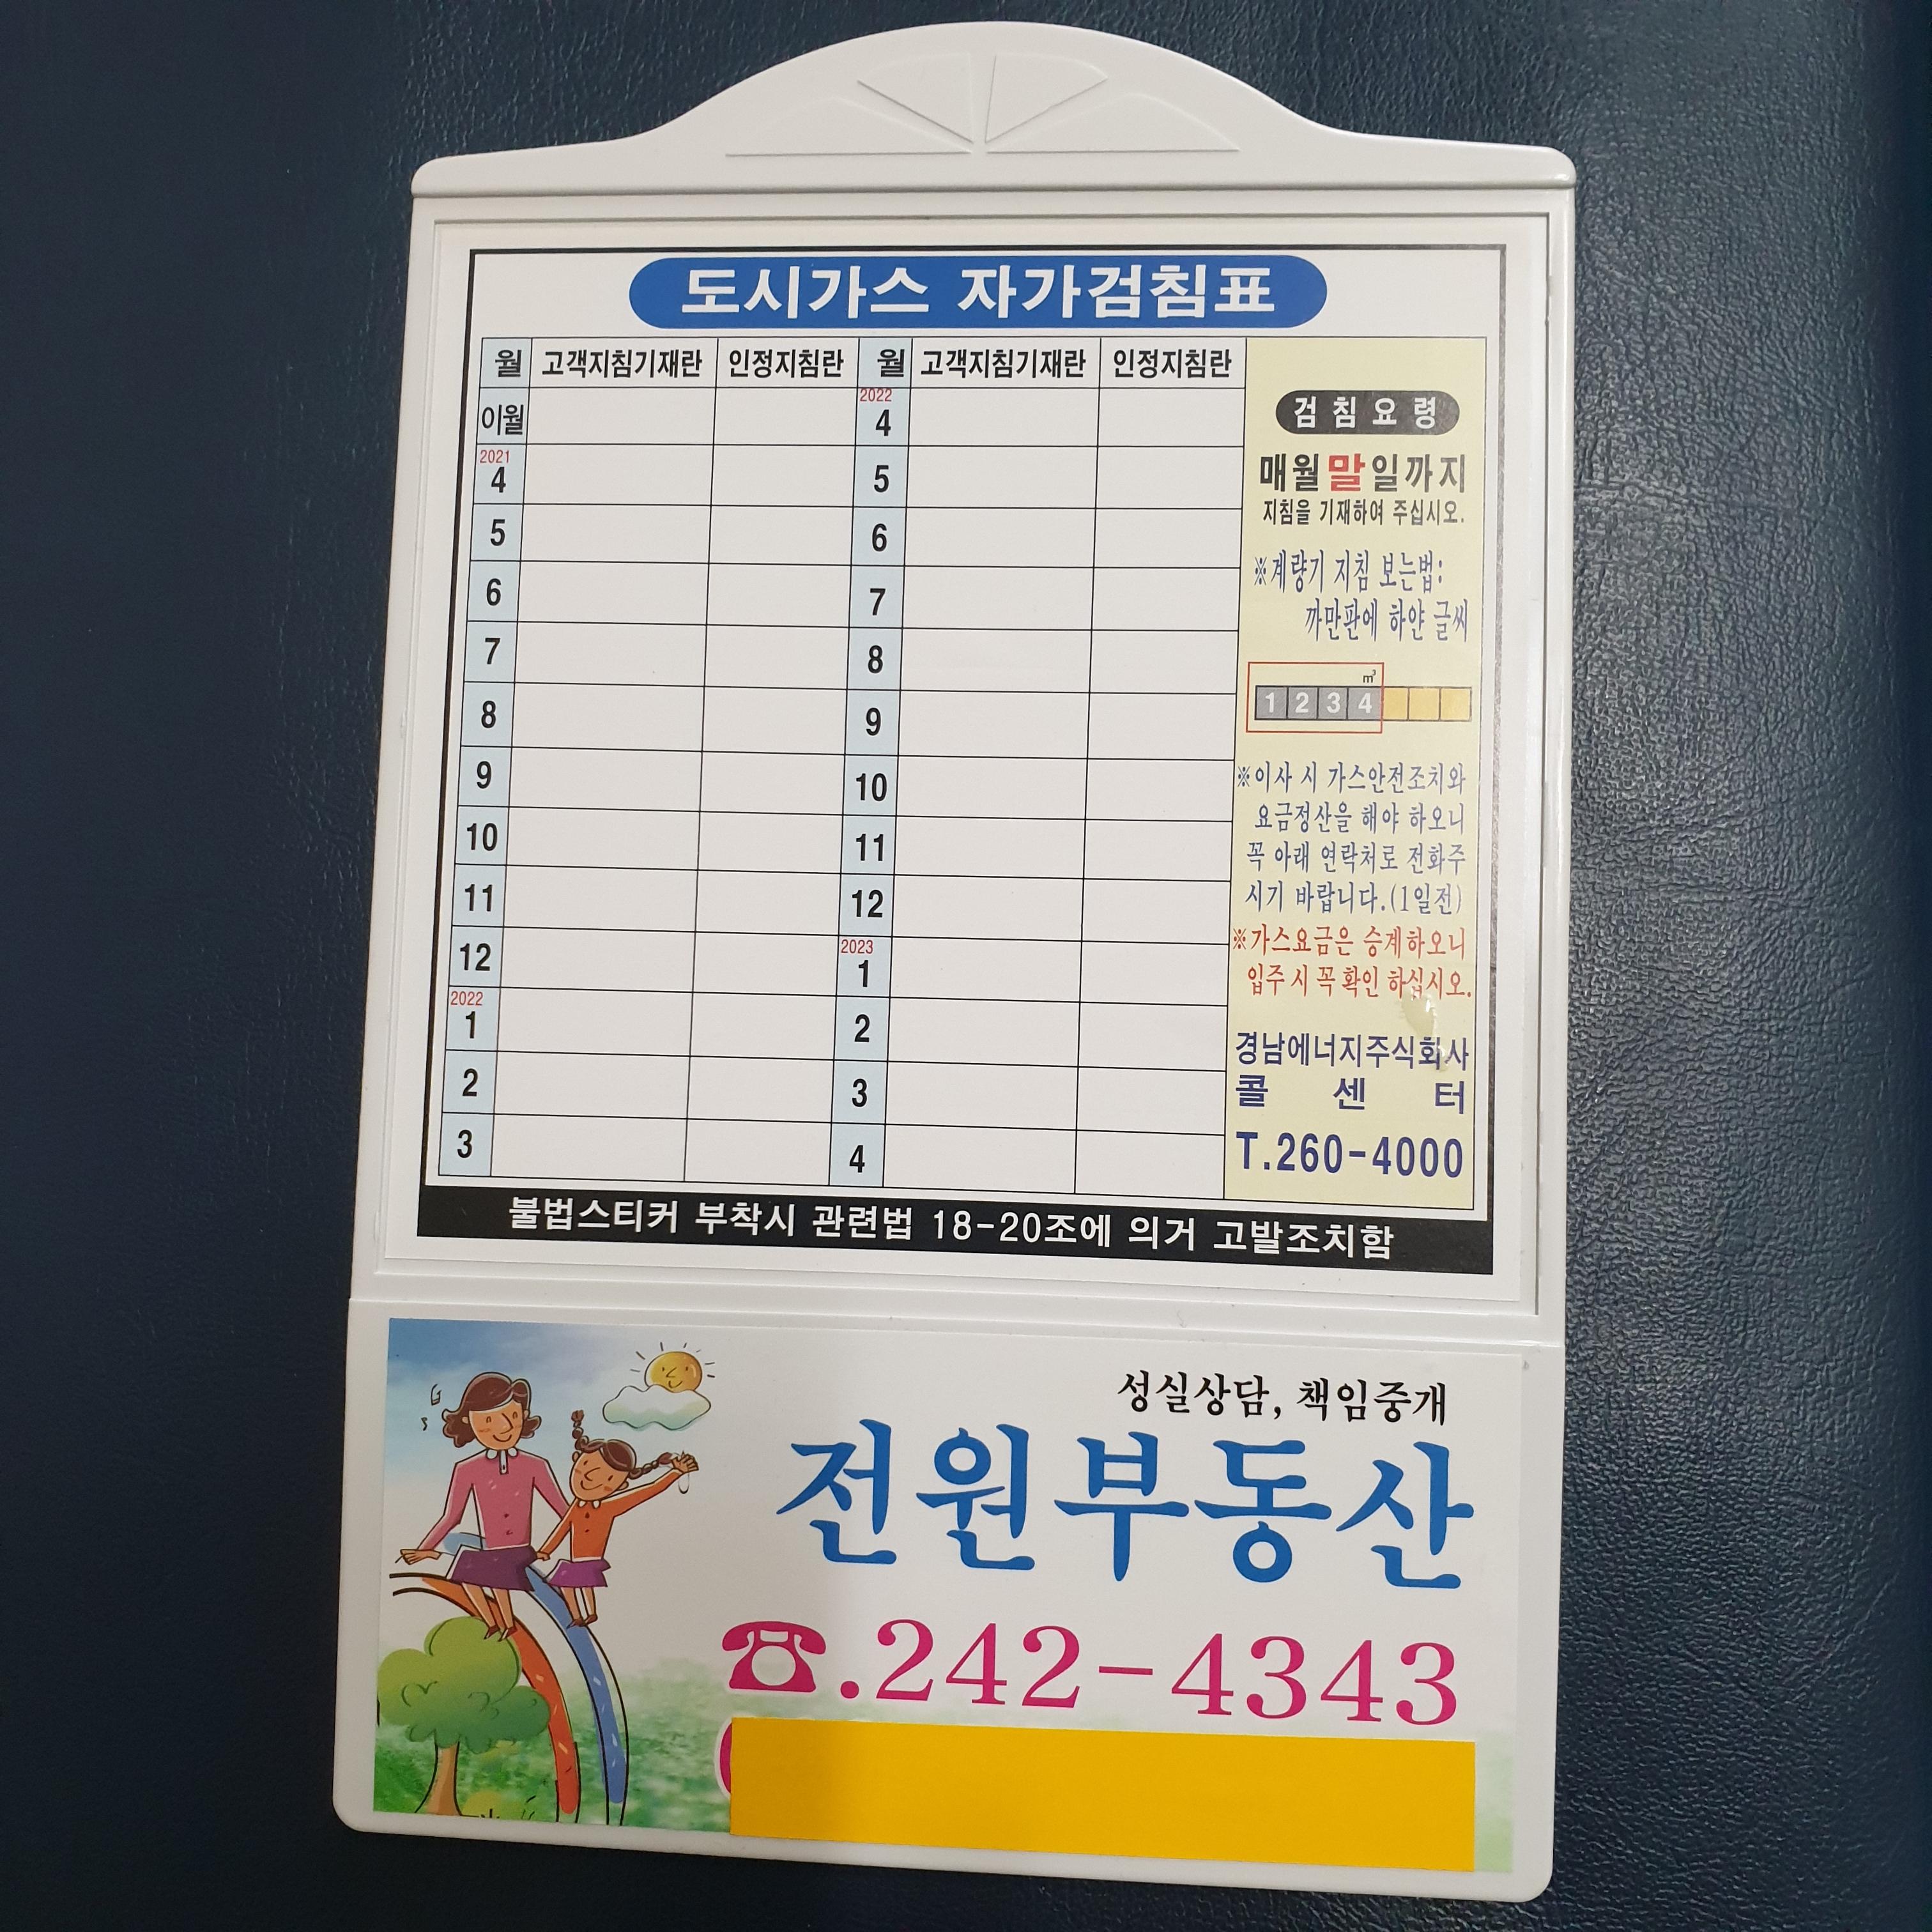 도시가스 자가검침표
월 고객지침기재란 인정지침란 월 고객지침기재란 인정지침란
이월 2022 4
2021 4 5
5 6
6 7
7 8
8 9
9 10
10 11
11 12
12 2023 1
2022 1 2
2 3
3 4
검침요령
매월말일까지
지침을 기재하여 주십시오.
※계량기 지침 보는법:
까만판에 하얀 글씨
m³
1 2 3 4
※이사 시 가스안전조치와
요금정산을 해야 하오니
꼭 아래 연락처로 전화주
시기 바랍니다.(1일전)
※가스요금은 승계하오니
입주 시 꼭 확인 하십시오.
경남에너지주식회사
콜 센 터
T.260-4000
불법스티커 부착시 관련법 18-20조에 의거 고발조치함
성실상담, 책임중개
전원부동산
☎.242-4343